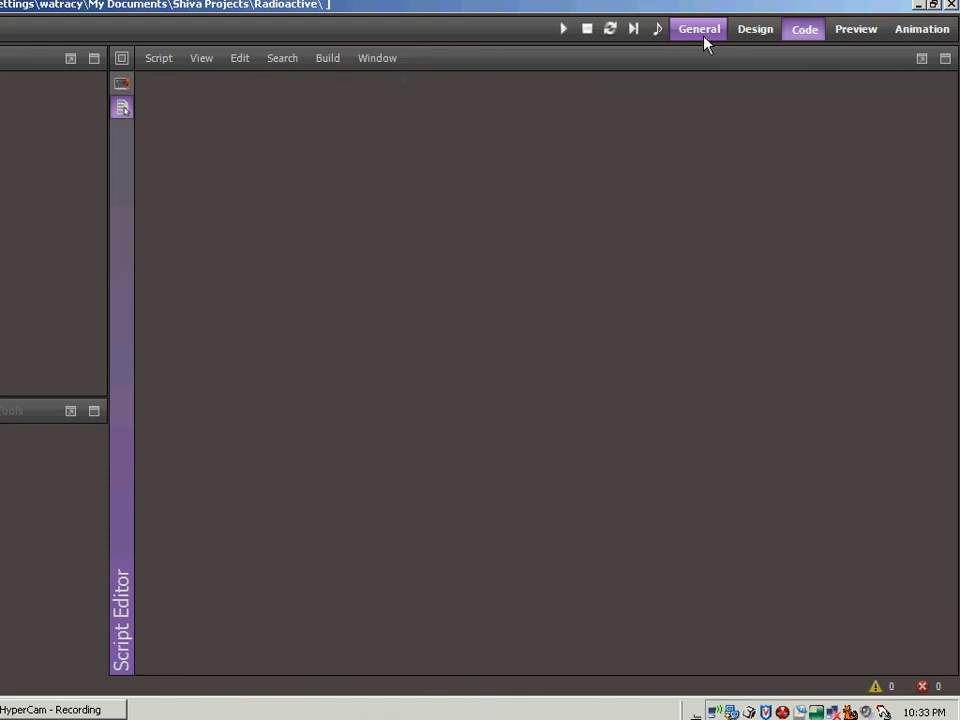 ettings\watracy\My Documents\Shiva Projects\Radioactive\ ]
General Design Code Preview Animation
Script View Edit Search Build Window
ools
Script Editor
0 0
HyperCam - Recording
10:33 PM